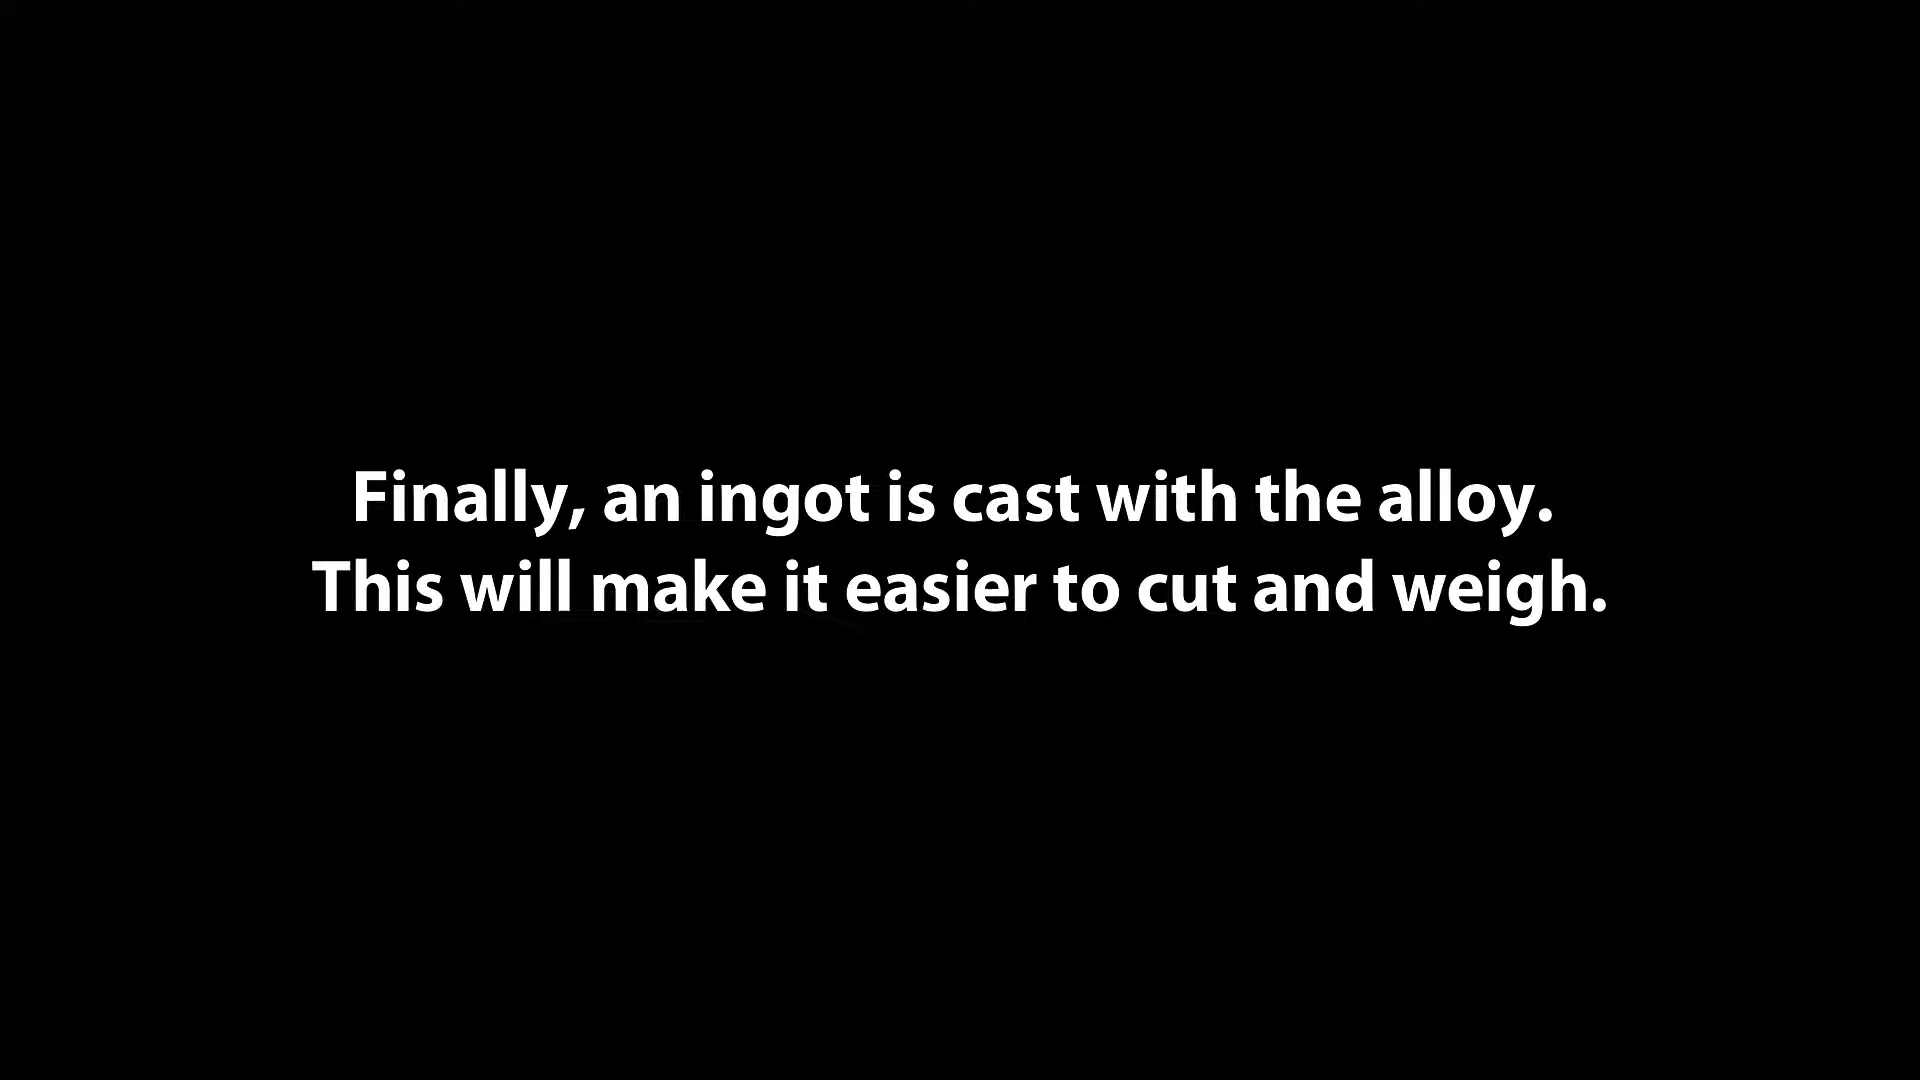 Finally, an ingot is cast with the alloy.
This will make it easier to cut and weigh.